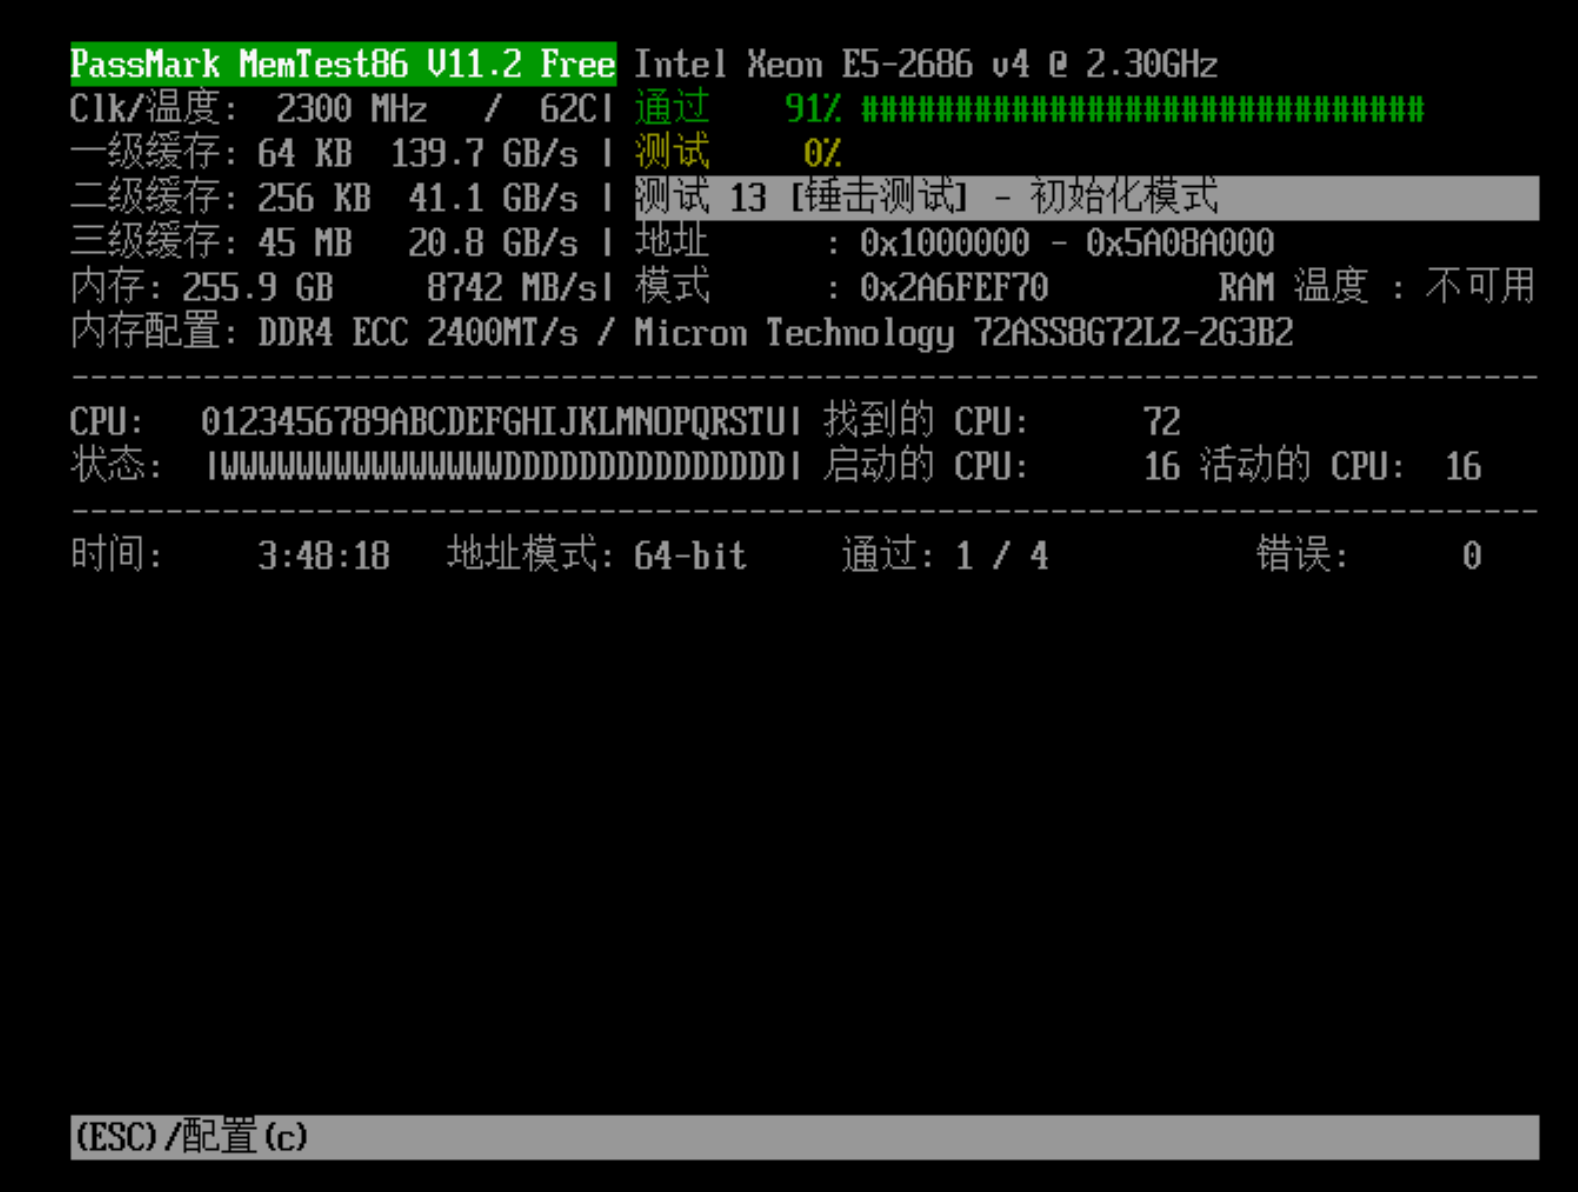 PassMark MemTest86 V11.2 Free Intel Xeon E5-2686 v4 @ 2.30GHz
Clk/温度: 2300 MHz / 62C| 通过 91% ##############################
一级缓存: 64 KB 139.7 GB/s | 测试 0%
二级缓存: 256 KB 41.1 GB/s | 测试 13 [锤击测试] - 初始化模式
三级缓存: 45 MB 20.8 GB/s | 地址 : 0x1000000 - 0x5A08A000
内存: 255.9 GB 8742 MB/s| 模式 : 0x2A6FEF70 RAM 温度 : 不可用
内存配置: DDR4 ECC 2400MT/s / Micron Technology 72ASS8G72LZ-2G3B2
------------------------------------------------------------------------------
CPU: 0123456789ABCDEFGHIJKLMNOPQRSTU| 找到的 CPU: 72
状态: |WWWWWWWWWWWWWWWDDDDDDDDDDDDDDD| 启动的 CPU: 16 活动的 CPU: 16
------------------------------------------------------------------------------
时间: 3:48:18 地址模式: 64-bit 通过: 1 / 4 错误: 0
(ESC)/配置(c)